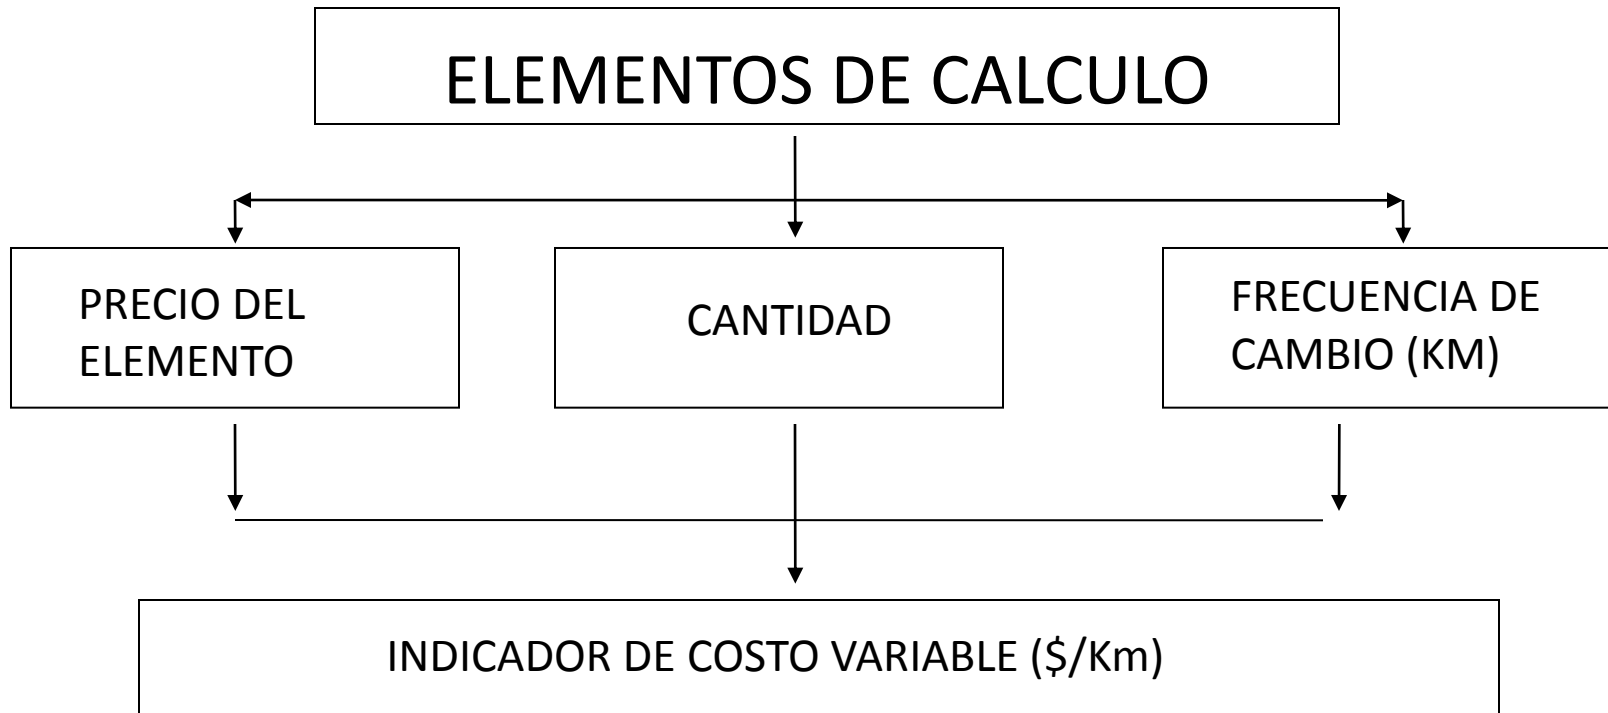 ELEMENTOS DE CALCULO
PRECIO DEL
ELEMENTO
CANTIDAD
FRECUENCIA DE
CAMBIO (KM)
INDICADOR DE COSTO VARIABLE ($/Km)